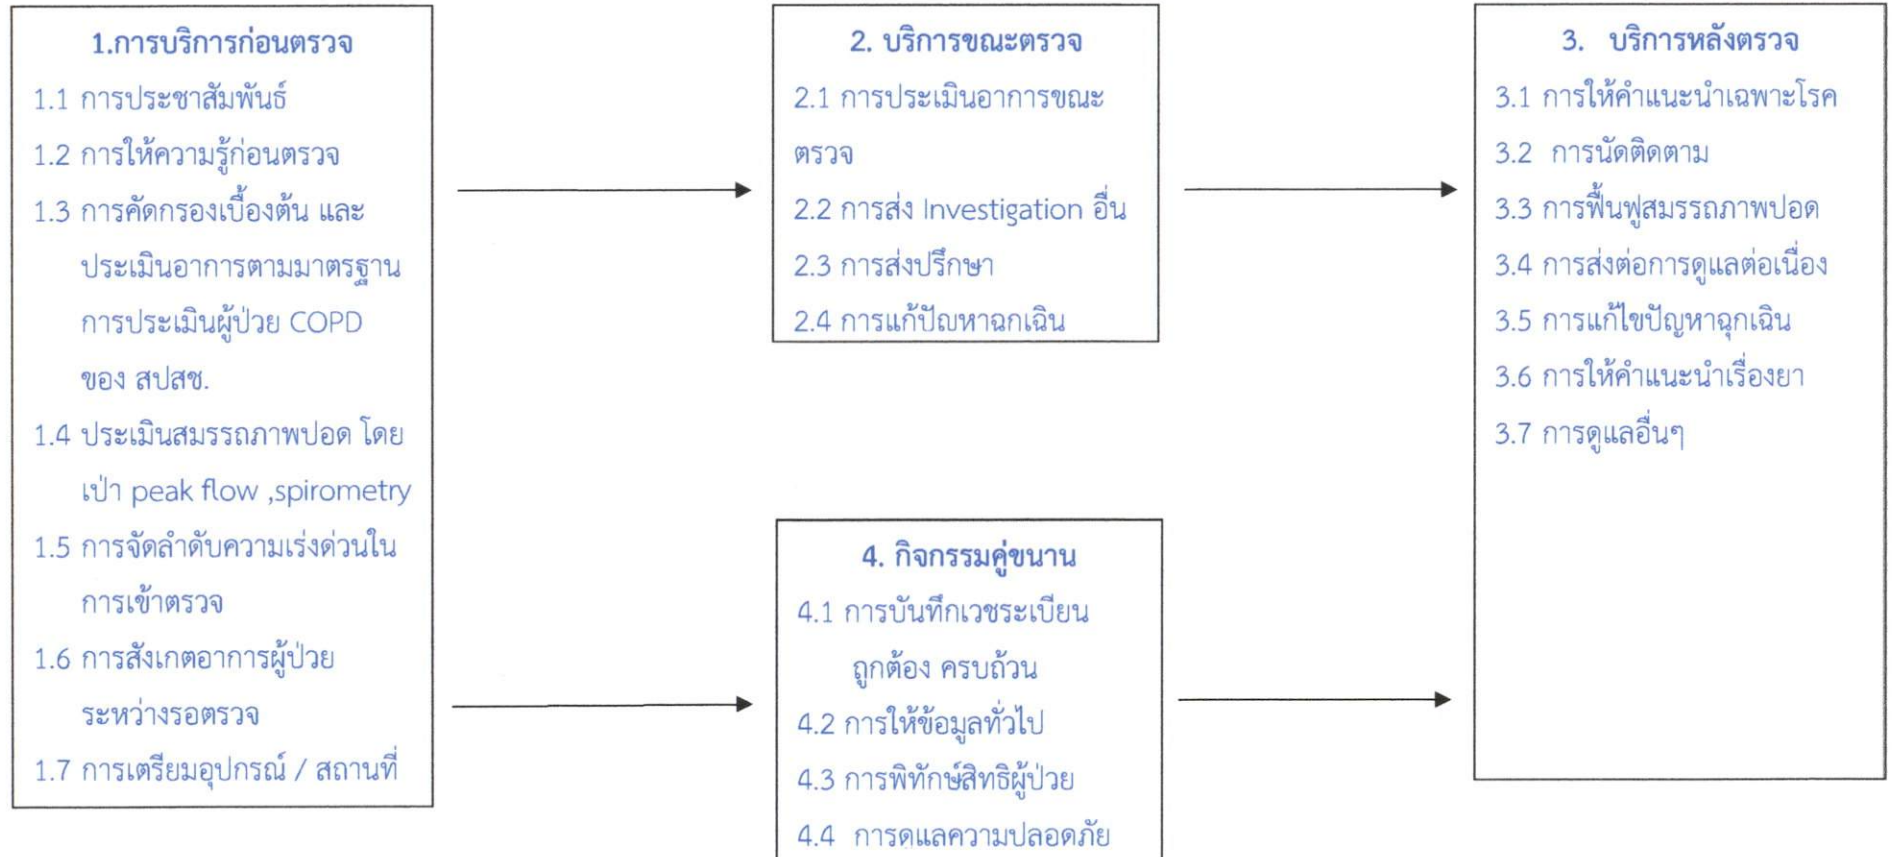 1.การบริการก่อนตรวจ
1.1 การประชาสัมพันธ์
1.2 การให้ความรู้ก่อนตรวจ
1.3 การคัดกรองเบื้องต้น และ
ประเมินอาการตามมาตรฐาน
การประเมินผู้ป่วย COPD
ของ สปสช.
1.4 ประเมินสมรรถภาพปอด โดย
เป่า peak flow ,spirometry
1.5 การจัดลำดับความเร่งด่วนใน
การเข้าตรวจ
1.6 การสังเกตอาการผู้ป่วย
ระหว่างรอตรวจ
1.7 การเตรียมอุปกรณ์ / สถานที่
2. บริการขณะตรวจ
2.1 การประเมินอาการขณะ
ตรวจ
2.2 การส่ง Investigation อื่น
2.3 การส่งปรึกษา
2.4 การแก้ปัญหาฉกเฉิน
4. กิจกรรมคู่ขนาน
4.1 การบันทึกเวชระเบียน
ถูกต้อง ครบถ้วน
4.2 การให้ข้อมูลทั่วไป
4.3 การพิทักษ์สิทธิผู้ป่วย
4.4 การดูแลความปลอดภัย
3. บริการหลังตรวจ
3.1 การให้คำแนะนำเฉพาะโรค
3.2 การนัดติดตาม
3.3 การฟื้นฟูสมรรถภาพปอด
3.4 การส่งต่อการดูแลต่อเนื่อง
3.5 การแก้ไขปัญหาฉุกเฉิน
3.6 การให้คำแนะนำเรื่องยา
3.7 การดูแลอื่นๆ